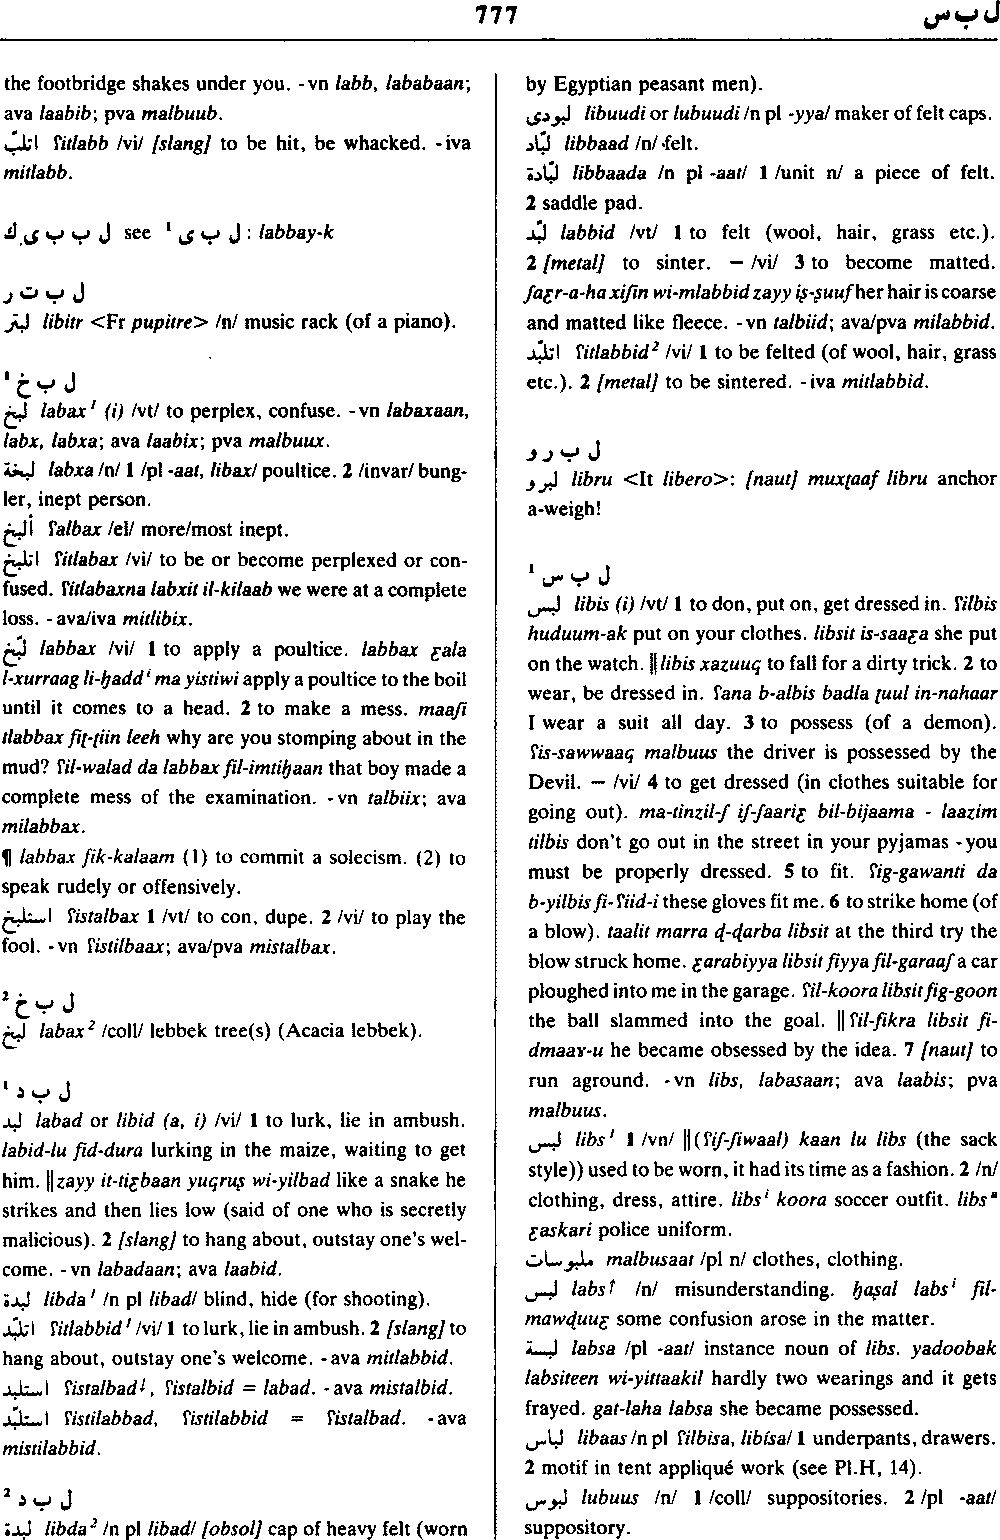 777
ل ب س
the footbridge shakes under you. -vn labb, lababaan;
ava laabib; pva malbuub.
اتلبّ ʕitlabb /vi/ [slang] to be hit, be whacked. -iva
mitlabb.
ل ب ب ی ك see ل ب ی ¹ : labbay-k
ل ب ت ر
لبتر libitr <Fr pupitre> /n/ music rack (of a piano).
ل ب خ ¹
لبخ labax¹ (i) /vt/ to perplex, confuse. -vn labaxaan,
labx, labxa; ava laabix; pva malbuux.
لبخة labxa /n/ 1 /pl -aat, libax/ poultice. 2 /invar/ bung-
ler, inept person.
ألبخ ʕalbax /el/ more/most inept.
اتلبخ ʕitlabax /vi/ to be or become perplexed or con-
fused. ʕitlabaxna labxit il-kilaab we were at a complete
loss. -ava/iva mitlibix.
لبّخ labbax /vi/ 1 to apply a poultice. labbax ȝala
l-xurraag li-ḥaddⁱ ma yistiwi apply a poultice to the boil
until it comes to a head. 2 to make a mess. maaʃi
tlabbax fiṭ-ṭiin leeh why are you stomping about in the
mud? ʕil-walad da labbax fil-imtiḥaan that boy made a
complete mess of the examination. -vn talbiix; ava
milabbax.
¶ labbax fik-kalaam (1) to commit a solecism. (2) to
speak rudely or offensively.
استلبخ ʕistalbax 1 /vt/ to con, dupe. 2 /vi/ to play the
fool. -vn ʕistilbaax; ava/pva mistalbax.
ل ب خ ²
لبخ labax² /coll/ lebbek tree(s) (Acacia lebbek).
ل ب د ¹
لبد labad or libid (a, i) /vi/ 1 to lurk, lie in ambush.
labid-lu fid-dura lurking in the maize, waiting to get
him. ‖ zayy it-tiȝbaan yuqruṣ wi-yilbad like a snake he
strikes and then lies low (said of one who is secretly
malicious). 2 [slang] to hang about, outstay one's wel-
come. -vn labadaan; ava laabid.
لبدة libda¹ /n pl libad/ blind, hide (for shooting).
اتلبّد ʕitlabbid¹ /vi/ 1 to lurk, lie in ambush. 2 [slang] to
hang about, outstay one's welcome. -ava mitlabbid.
استلبد ʕistalbad↓, ʕistalbid = labad. -ava mistalbid.
استلبّد ʕistilabbad, ʕistilabbid = ʕistalbad. -ava
mistilabbid.
ل ب د ²
لبدة libda² /n pl libad/ [obsol] cap of heavy felt (worn
by Egyptian peasant men).
لبودى libuudi or lubuudi /n pl -yya/ maker of felt caps.
لبّاد libbaad /n/ felt.
لبّادة libbaada /n pl -aat/ 1 /unit n/ a piece of felt.
2 saddle pad.
لبّد labbid /vt/ 1 to felt (wool, hair, grass etc.).
2 [metal] to sinter. – /vi/ 3 to become matted.
ʃaȝr-a-ha xiʃin wi-mlabbid zayy iṣ-ṣuuf her hair is coarse
and matted like fleece. -vn talbiid; ava/pva milabbid.
اتلبّد ʕitlabbid² /vi/ 1 to be felted (of wool, hair, grass
etc.). 2 [metal] to be sintered. -iva mitlabbid.
ل ب ر و
لبرو libru <It libero>: [naut] muxṭaaf libru anchor
a-weigh!
ل ب س ¹
لبس libis (i) /vt/ 1 to don, put on, get dressed in. ʕilbis
huduum-ak put on your clothes. libsit is-saaȝa she put
on the watch. ‖ libis xazuuq to fall for a dirty trick. 2 to
wear, be dressed in. ʕana b-albis badla ṭuul in-nahaar
I wear a suit all day. 3 to possess (of a demon).
ʕis-sawwaaq malbuus the driver is possessed by the
Devil. – /vi/ 4 to get dressed (in clothes suitable for
going out). ma-tinzil-ʃ iʃ-ʃaariȝ bil-bijaama - laazim
tilbis don't go out in the street in your pyjamas -you
must be properly dressed. 5 to fit. ʕig-gawanti da
b-yilbis fi-ʕiid-i these gloves fit me. 6 to strike home (of
a blow). taalit marra ḍ-ḍarba libsit at the third try the
blow struck home. ȝarabiyya libsit fiyya fil-garaaʃ a car
ploughed into me in the garage. ʕil-koora libsit fig-goon
the ball slammed into the goal. ‖ ʕil-fikra libsit fi-
dmaaɣ-u he became obsessed by the idea. 7 [naut] to
run aground. -vn libs, labasaan; ava laabis; pva
malbuus.
لبس libs¹ 1 /vn/ ‖ (ʕiʃ-ʃiwaal) kaan lu libs (the sack
style)) used to be worn, it had its time as a fashion. 2 /n/
clothing, dress, attire. libsⁱ koora soccer outfit. libsᵃ
ȝaskari police uniform.
ملبوسات malbusaat /pl n/ clothes, clothing.
لبس labs↑ /n/ misunderstanding. ḥaṣal labsⁱ fil-
mawḍuuȝ some confusion arose in the matter.
لبسة labsa /pl -aat/ instance noun of libs. yadoobak
labsiteen wi-yittaakil hardly two wearings and it gets
frayed. gat-laha labsa she became possessed.
لباس libaas /n pl ʕilbisa, libísa/ 1 underpants, drawers.
2 motif in tent appliqué work (see Pl.H, 14).
لبوس lubuus /n/ 1 /coll/ suppositories. 2 /pl -aat/
suppository.